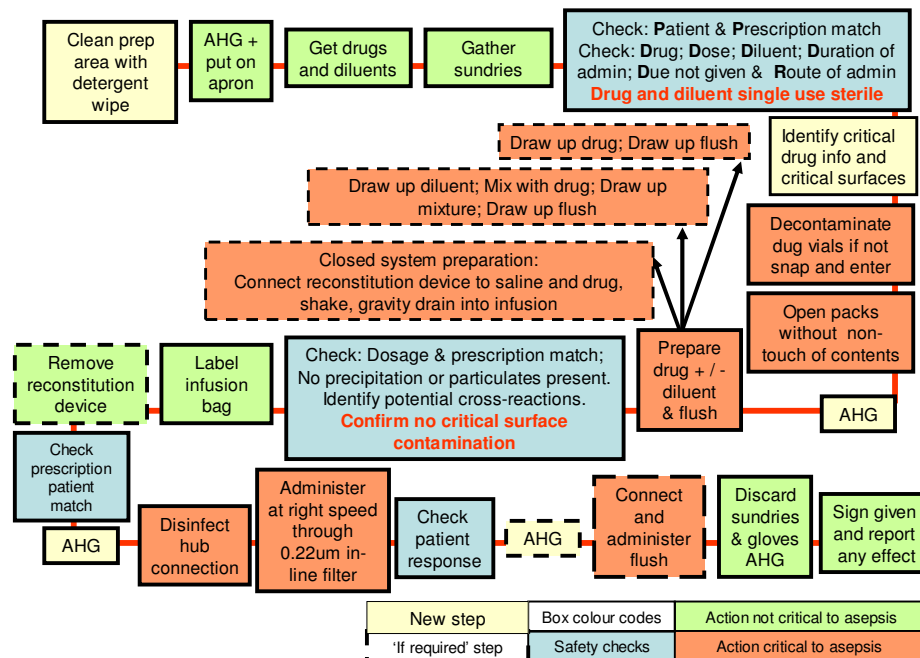 Clean prep
area with
detergent
wipe
AHG +
put on
apron
Get drugs
and diluents
Gather
sundries
Check: Patient & Prescription match
Check: Drug; Dose; Diluent; Duration of
admin; Due not given & Route of admin
Drug and diluent single use sterile
Identify critical
drug info and
critical surfaces
Decontaminate
dug vials if not
snap and enter
Open packs
without non-
touch of contents
AHG
Prepare
drug + / -
diluent
& flush
Draw up drug; Draw up flush
Draw up diluent; Mix with drug; Draw up
mixture; Draw up flush
Closed system preparation:
Connect reconstitution device to saline and drug,
shake, gravity drain into infusion
Check: Dosage & prescription match;
No precipitation or particulates present.
Identify potential cross-reactions.
Confirm no critical surface
contamination
Label
infusion
bag
Remove
reconstitution
device
Check
prescription
patient
match
AHG
Disinfect
hub
connection
Administer
at right speed
through
0.22um in-
line filter
Check
patient
response
AHG
Connect
and
administer
flush
Discard
sundries
& gloves
AHG
Sign given
and report
any effect
New step
Box colour codes
Action not critical to asepsis
'If required' step
Safety checks
Action critical to asepsis